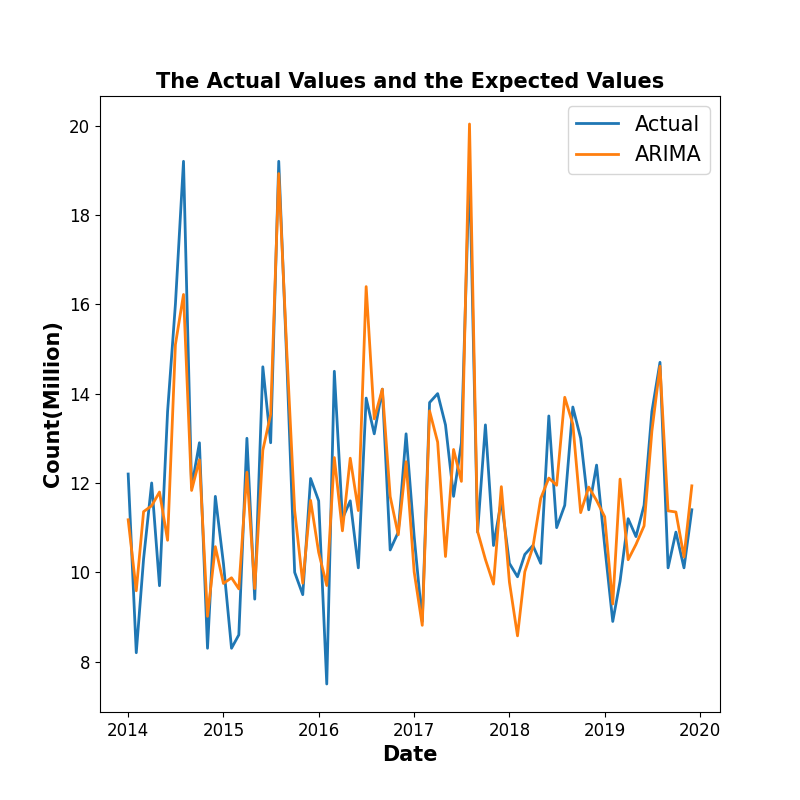 The Actual Values and the Expected Values
Actual
ARIMA
Count(Million)
20
18
16
14
12
10
8
2014 2015 2016 2017 2018 2019 2020
Date